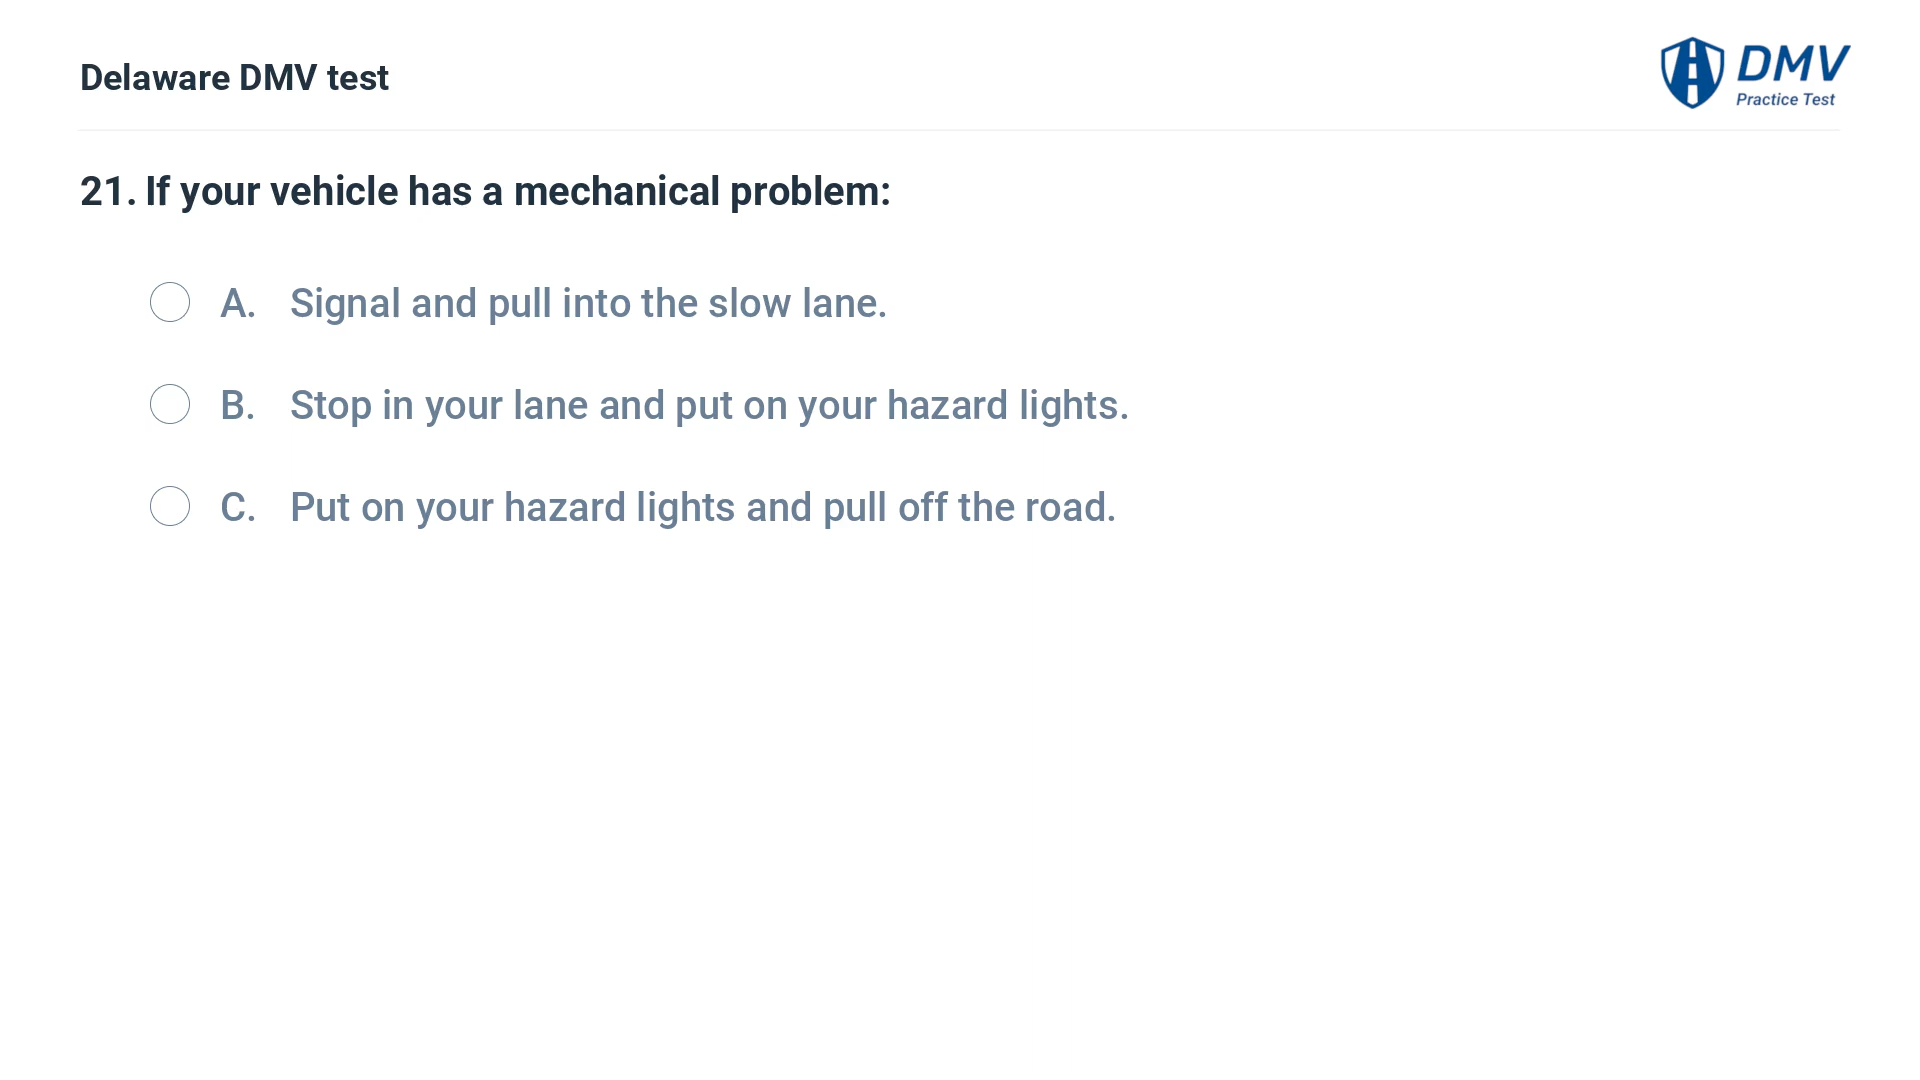 Delaware DMV test
DMV
Practice Test
21. If your vehicle has a mechanical problem:
A. Signal and pull into the slow lane.
B. Stop in your lane and put on your hazard lights.
C. Put on your hazard lights and pull off the road.